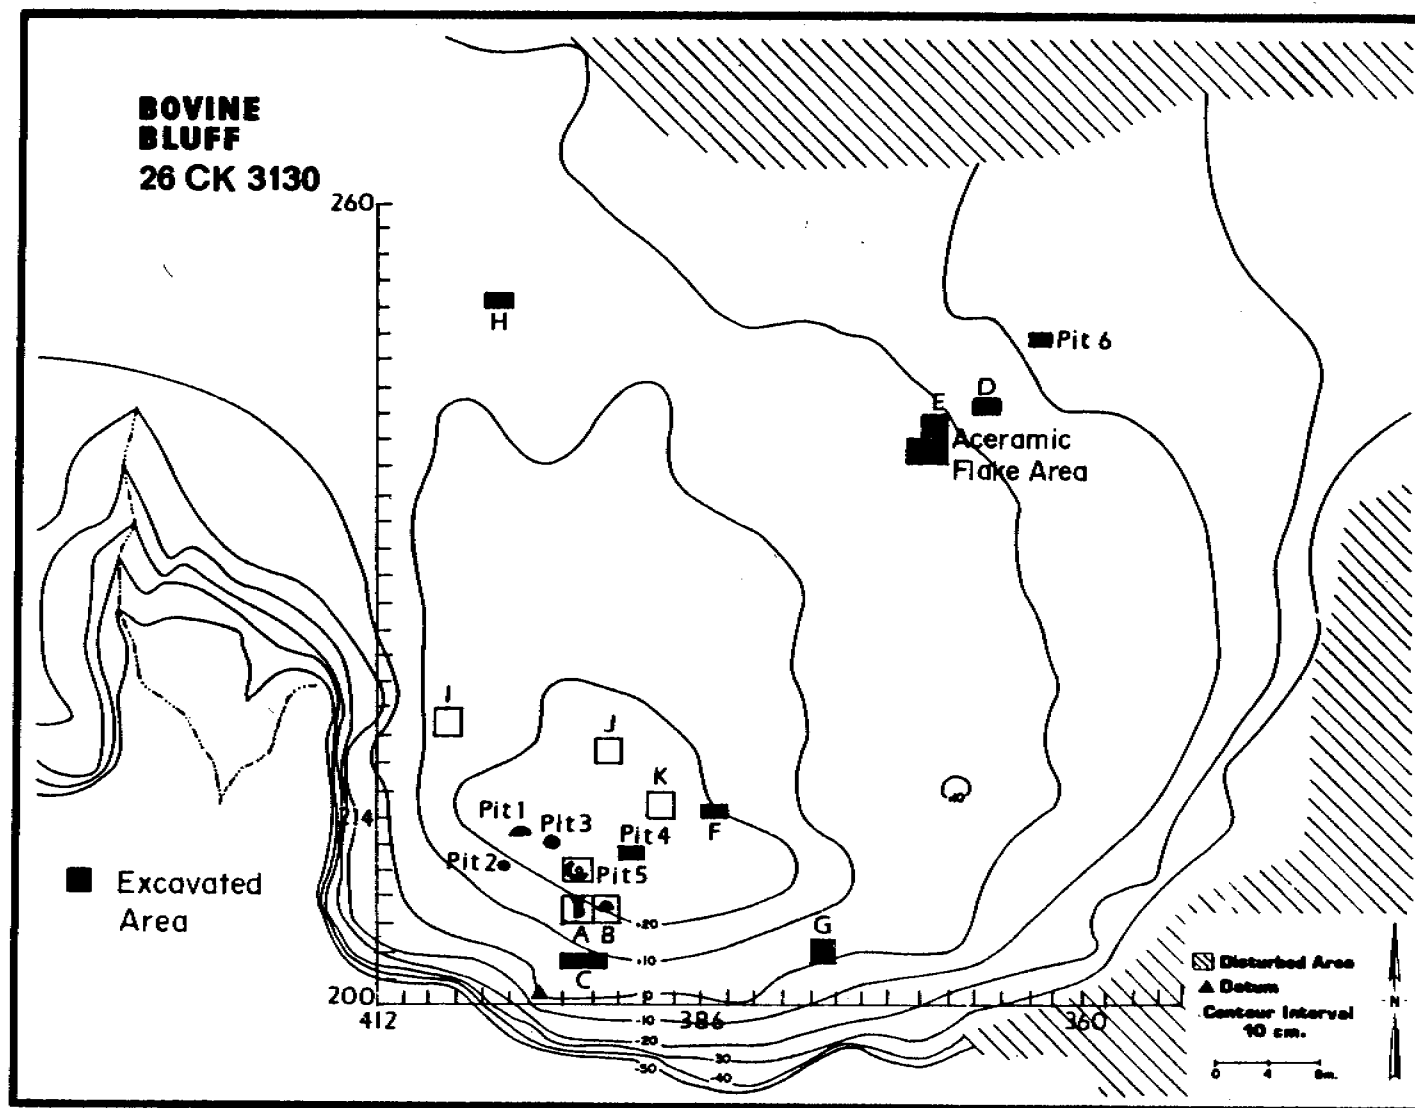 BOVINE
BLUFF
26 CK 3130
260
H
Pit 6
D
E
Aceramic
Flake Area
I
J
K
Pit 1
Pit 3
Pit 4
F
214
Pit 2
Pit 5
Excavated
Area
A B
+20
G
+10
C
Disturbed Area
Datum
200
0
N
412
-10
386
360
Contour Interval
10 cm.
-20
-30
-50
-40
0 4 8m.